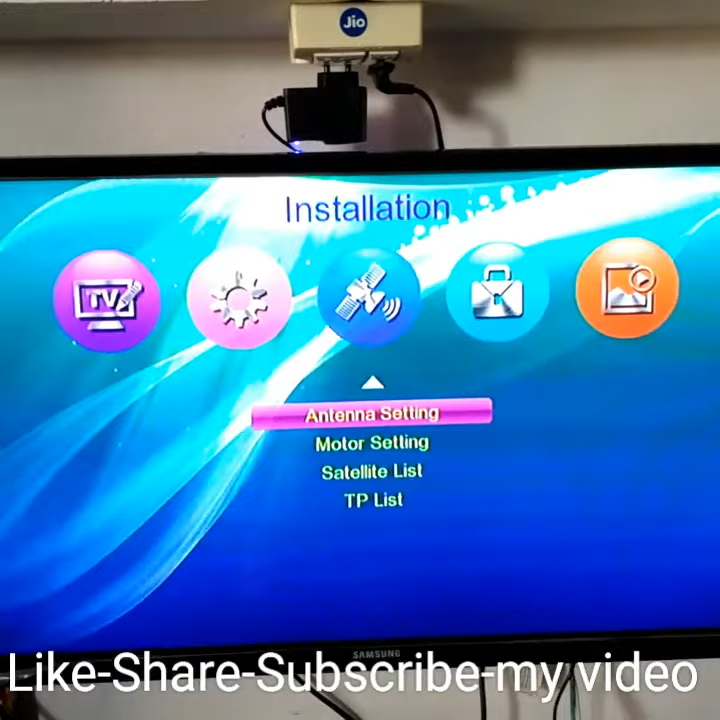 Jio
Installation
TV
Antenna Setting
Motor Setting
Satellite List
TP List
SAMSUNG
Like-Share-Subscribe-my video